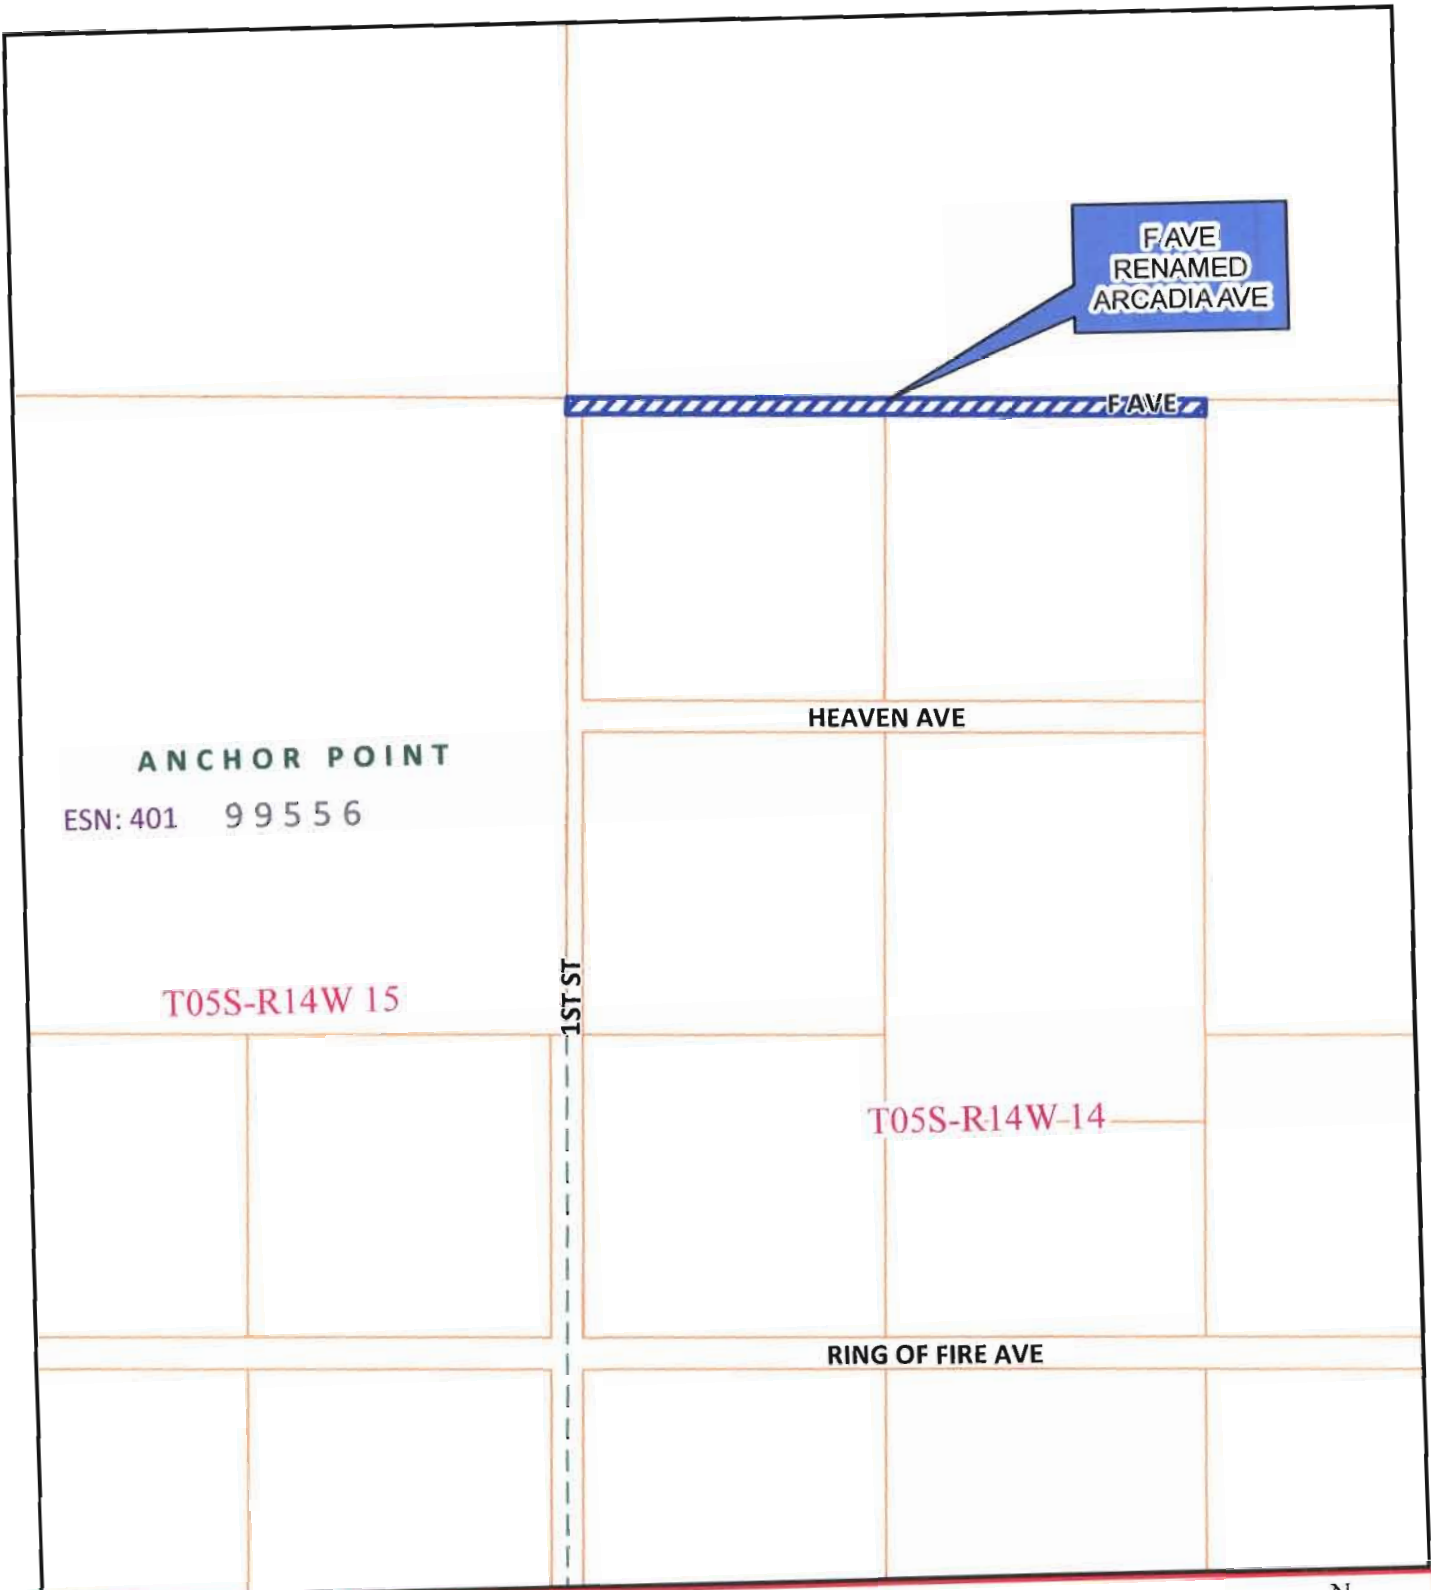 F AVE
RENAMED
ARCADIA AVE
F AVE
HEAVEN AVE
ANCHOR POINT
ESN: 401 99556
1ST ST
T05S-R14W 15
T05S-R14W 14
RING OF FIRE AVE
N